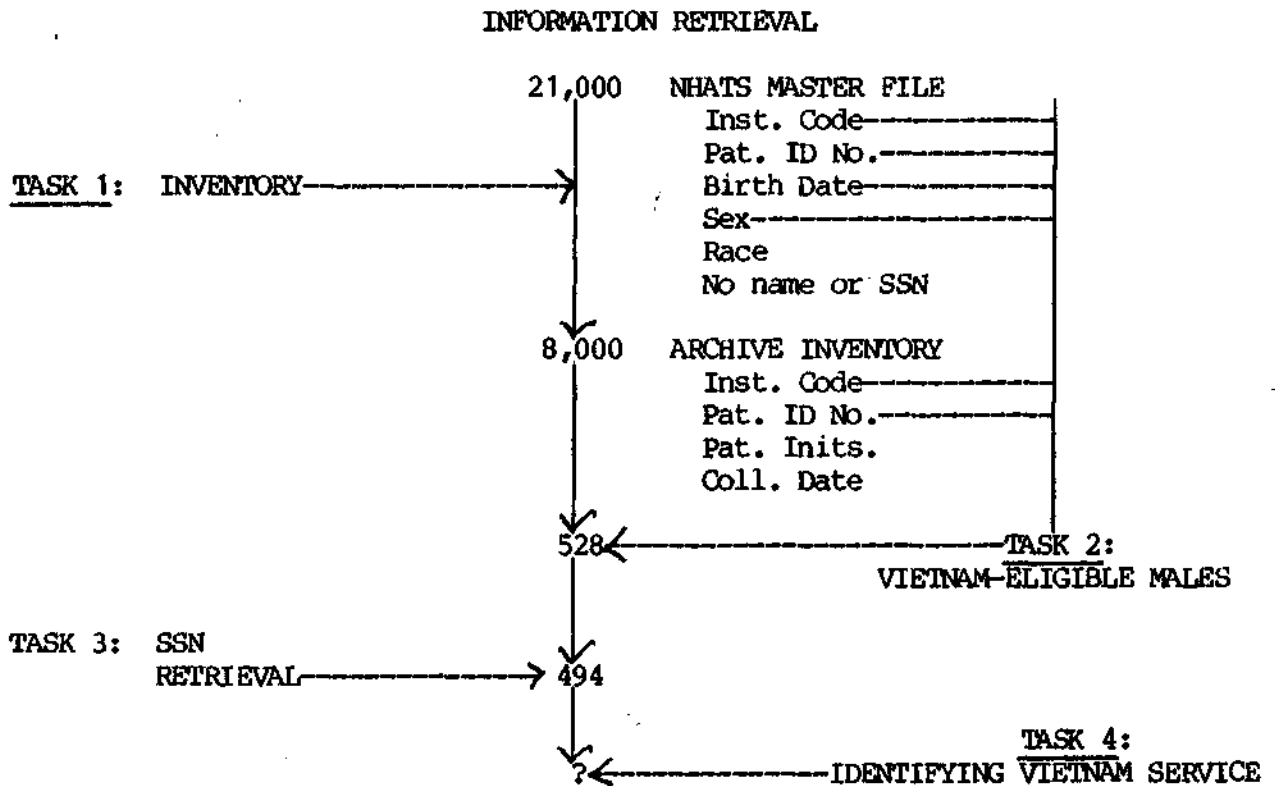 INFORMATION RETRIEVAL
21,000 NHATS MASTER FILE
Inst. Code
Pat. ID No.
TASK 1: INVENTORY
Birth Date
Sex
Race
No name or SSN
8,000 ARCHIVE INVENTORY
Inst. Code
Pat. ID No.
Pat. Inits.
Coll. Date
528 TASK 2:
VIETNAM-ELIGIBLE MALES
TASK 3: SSN
RETRIEVAL 494
TASK 4:
? IDENTIFYING VIETNAM SERVICE